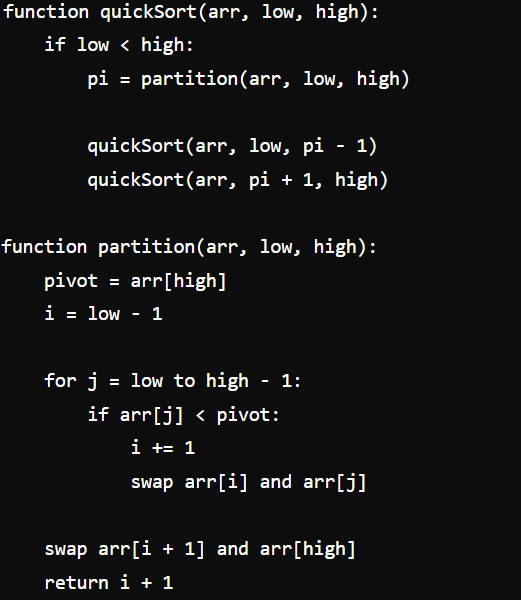 function quickSort(arr, low, high):
    if low < high:
        pi = partition(arr, low, high)

        quickSort(arr, low, pi - 1)
        quickSort(arr, pi + 1, high)

function partition(arr, low, high):
    pivot = arr[high]
    i = low - 1

    for j = low to high - 1:
        if arr[j] < pivot:
            i += 1
            swap arr[i] and arr[j]

    swap arr[i + 1] and arr[high]
    return i + 1